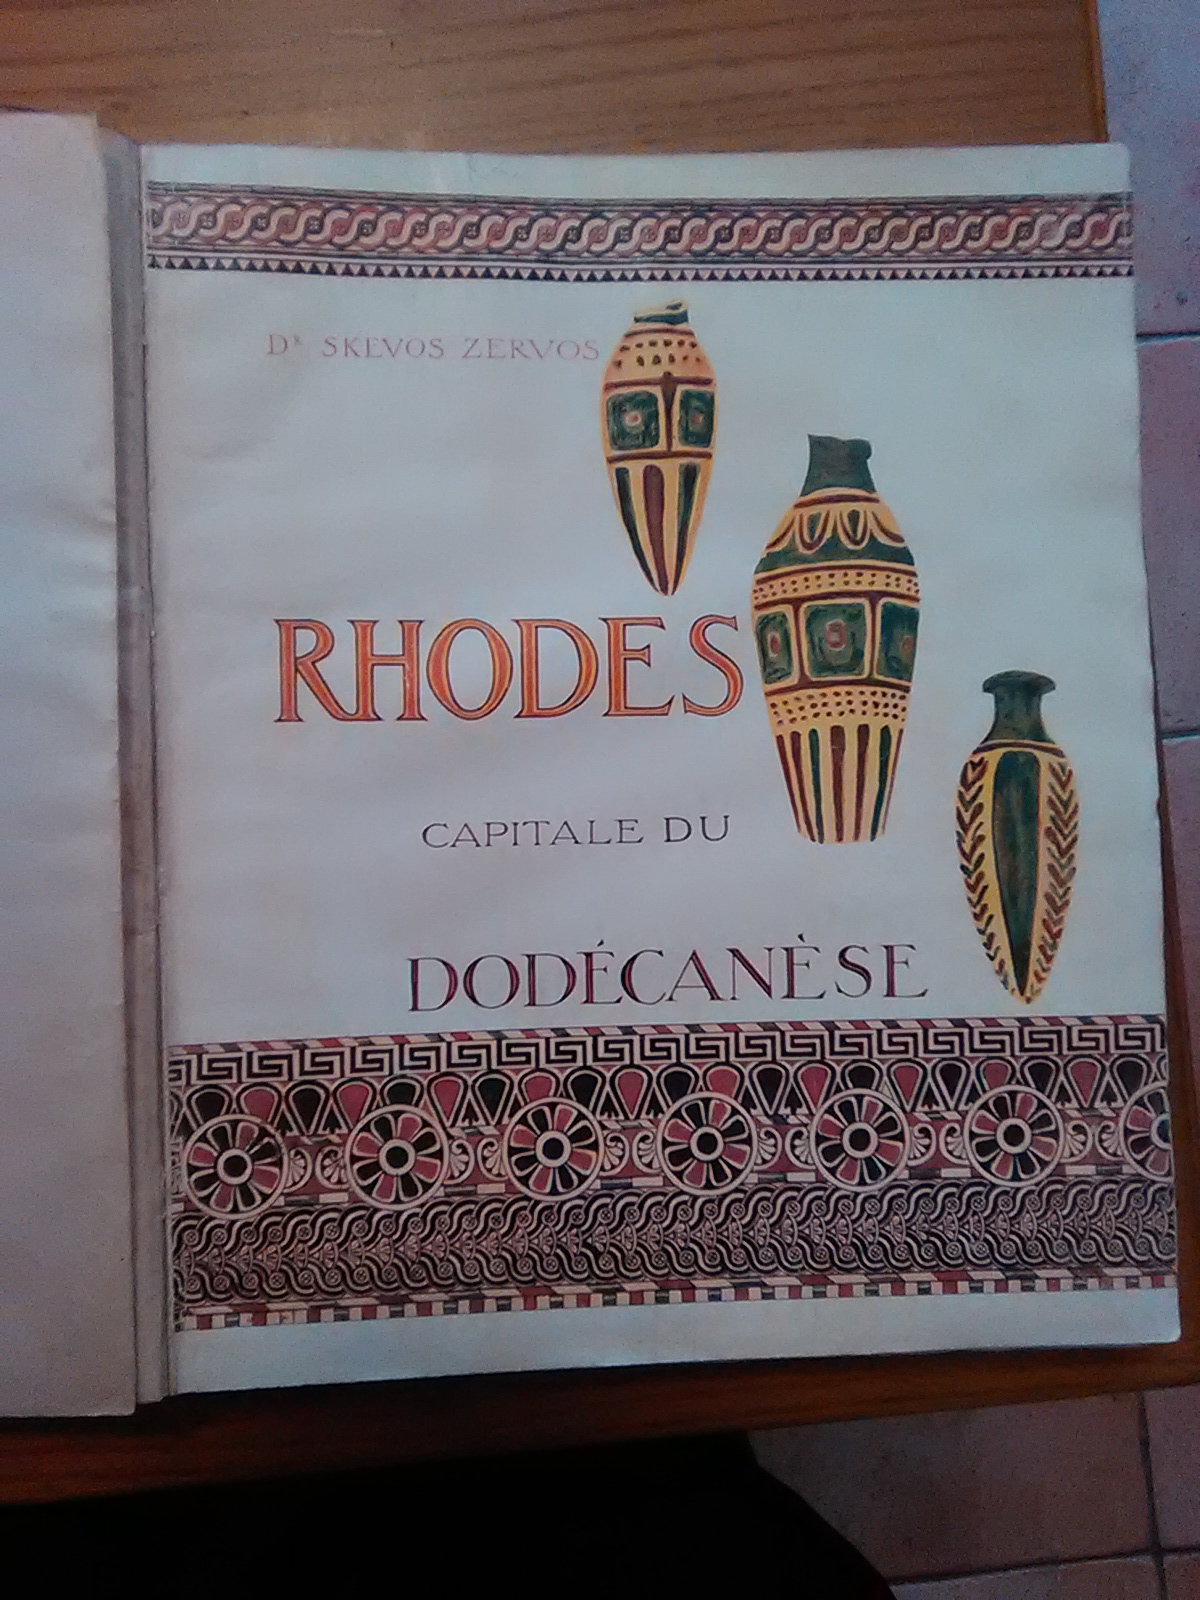 Dr SKEVOS ZERVOS
RHODES
CAPITALE DU
DODÉCANÈSE